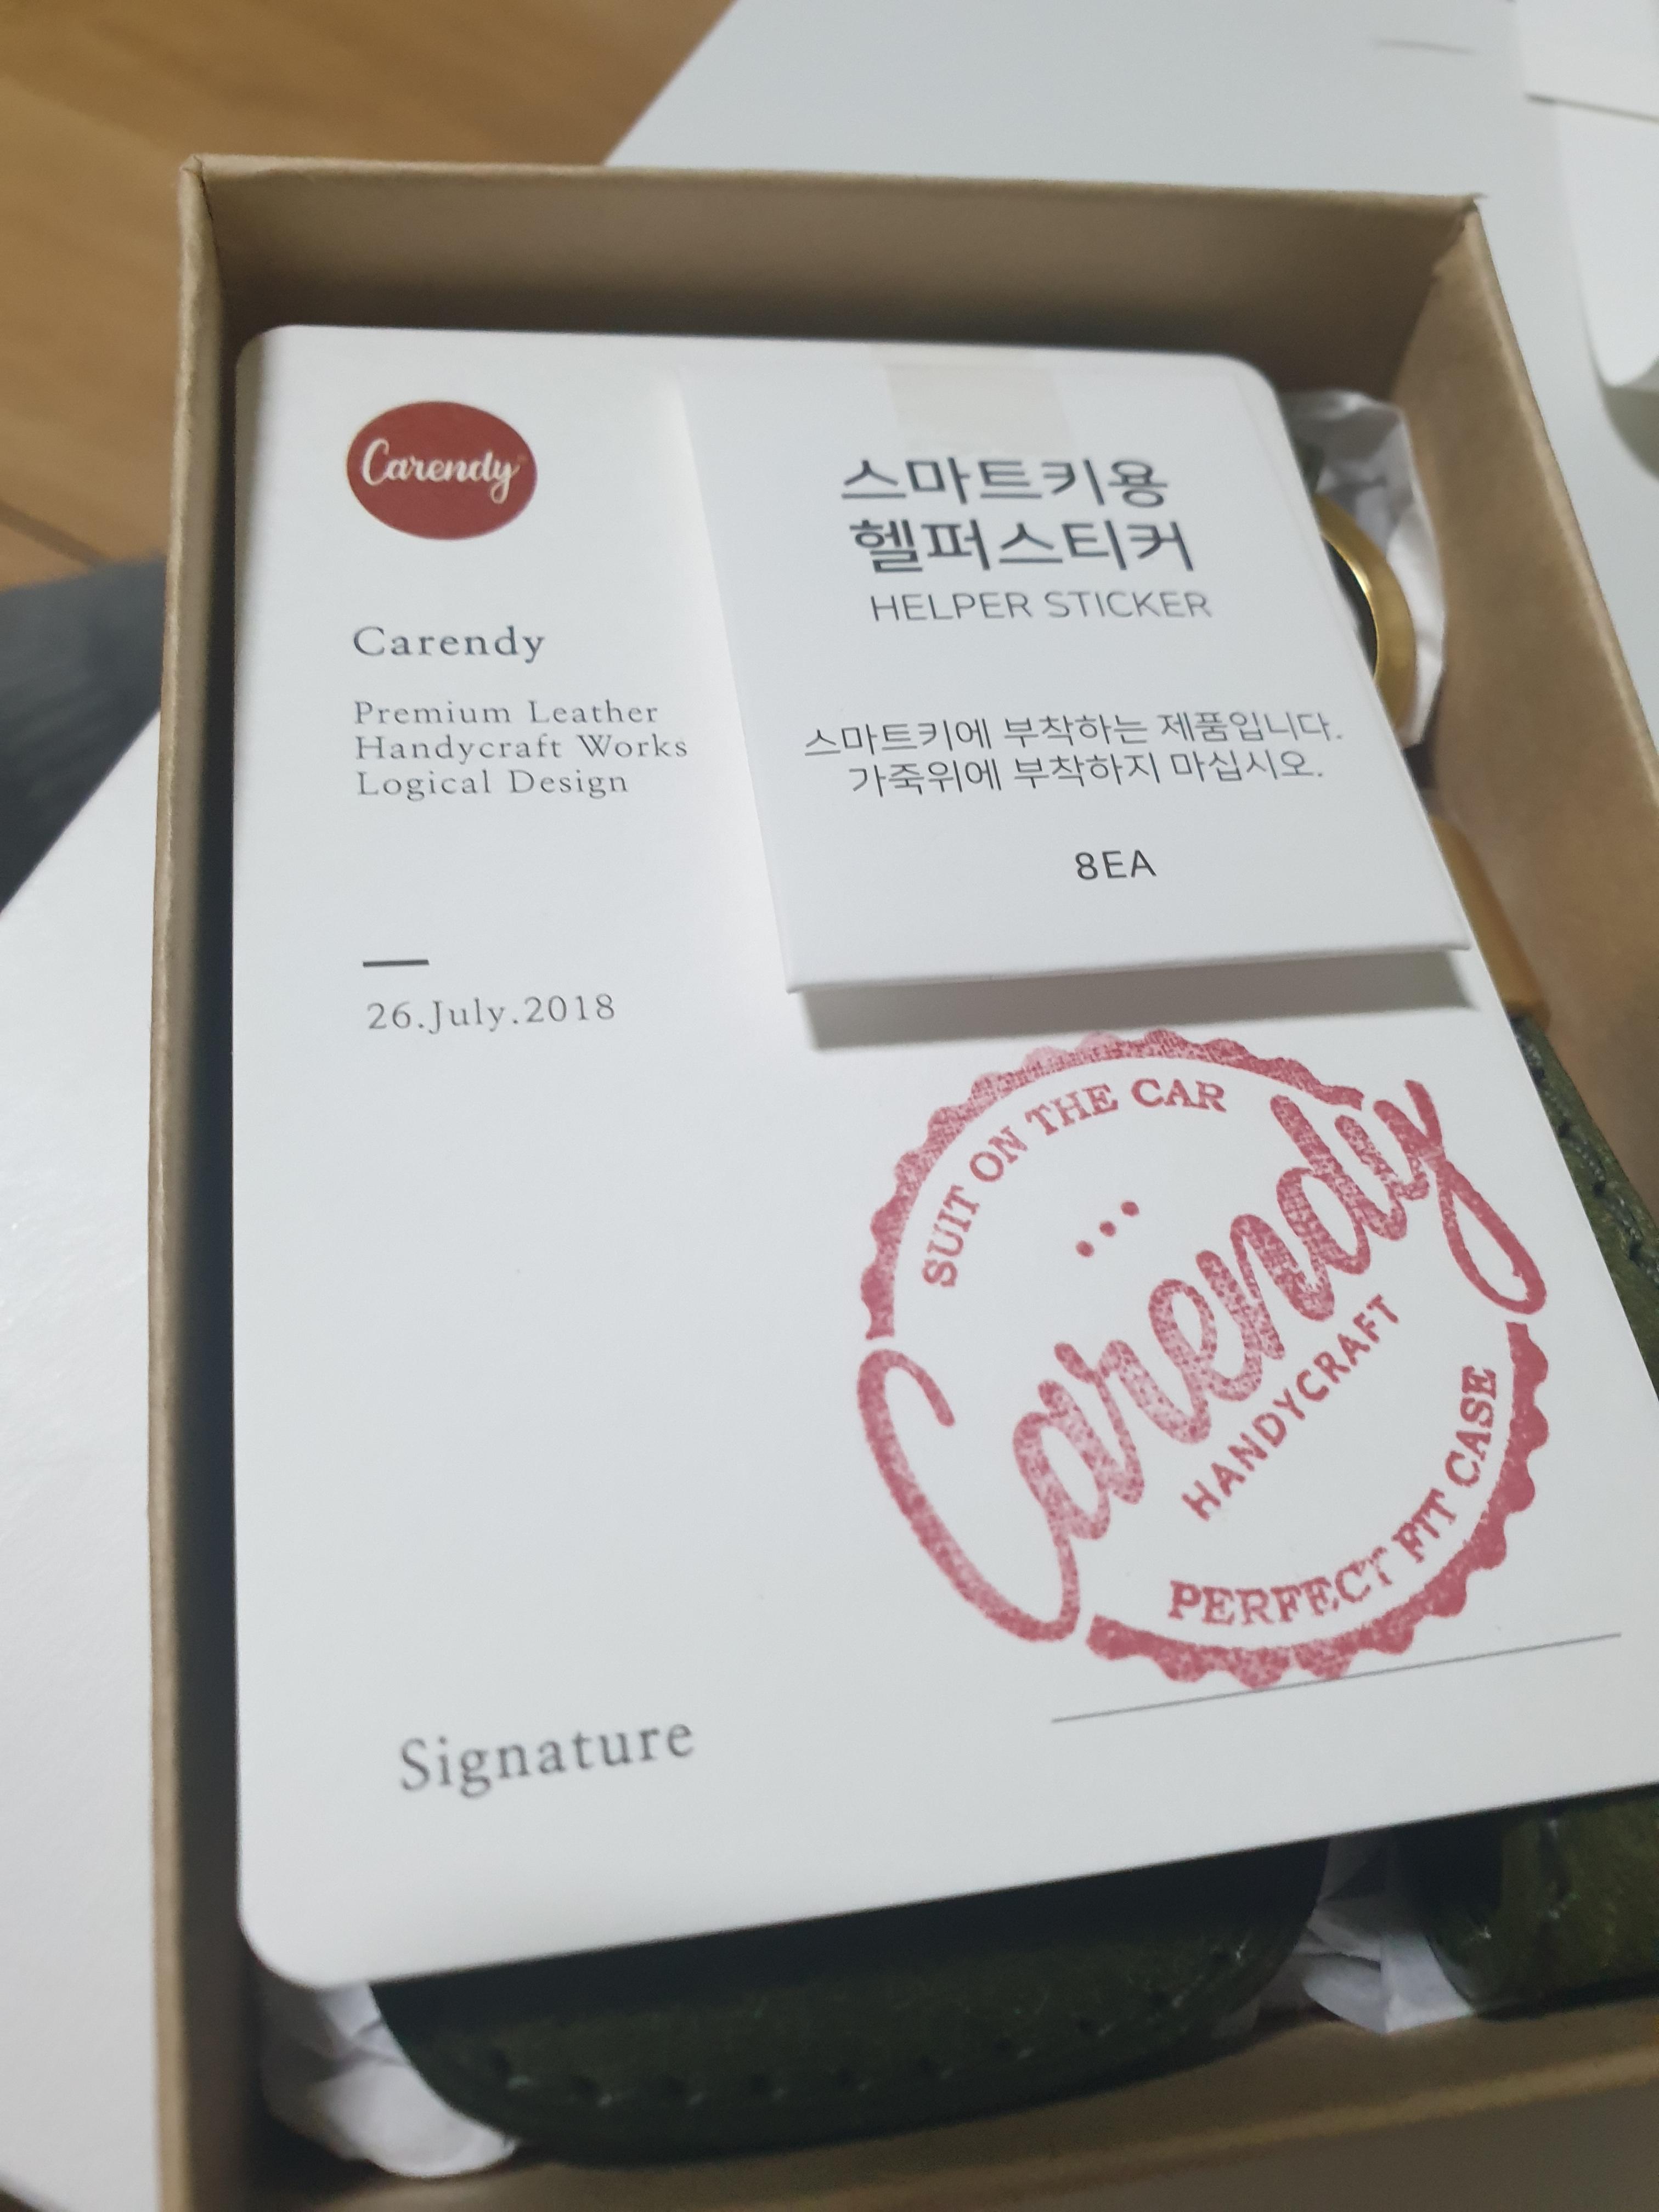 Carendy
Carendy
Premium Leather
Handycraft Works
Logical Design
26.July.2018
스마트키용
헬퍼스티커
HELPER STICKER
스마트키에 부착하는 제품입니다.
가죽위에 부착하지 마십시오.
8EA
SUIT ON THE CAR
Carendy
HANDYCRAFT
PERFECT FIT CASE
Signature